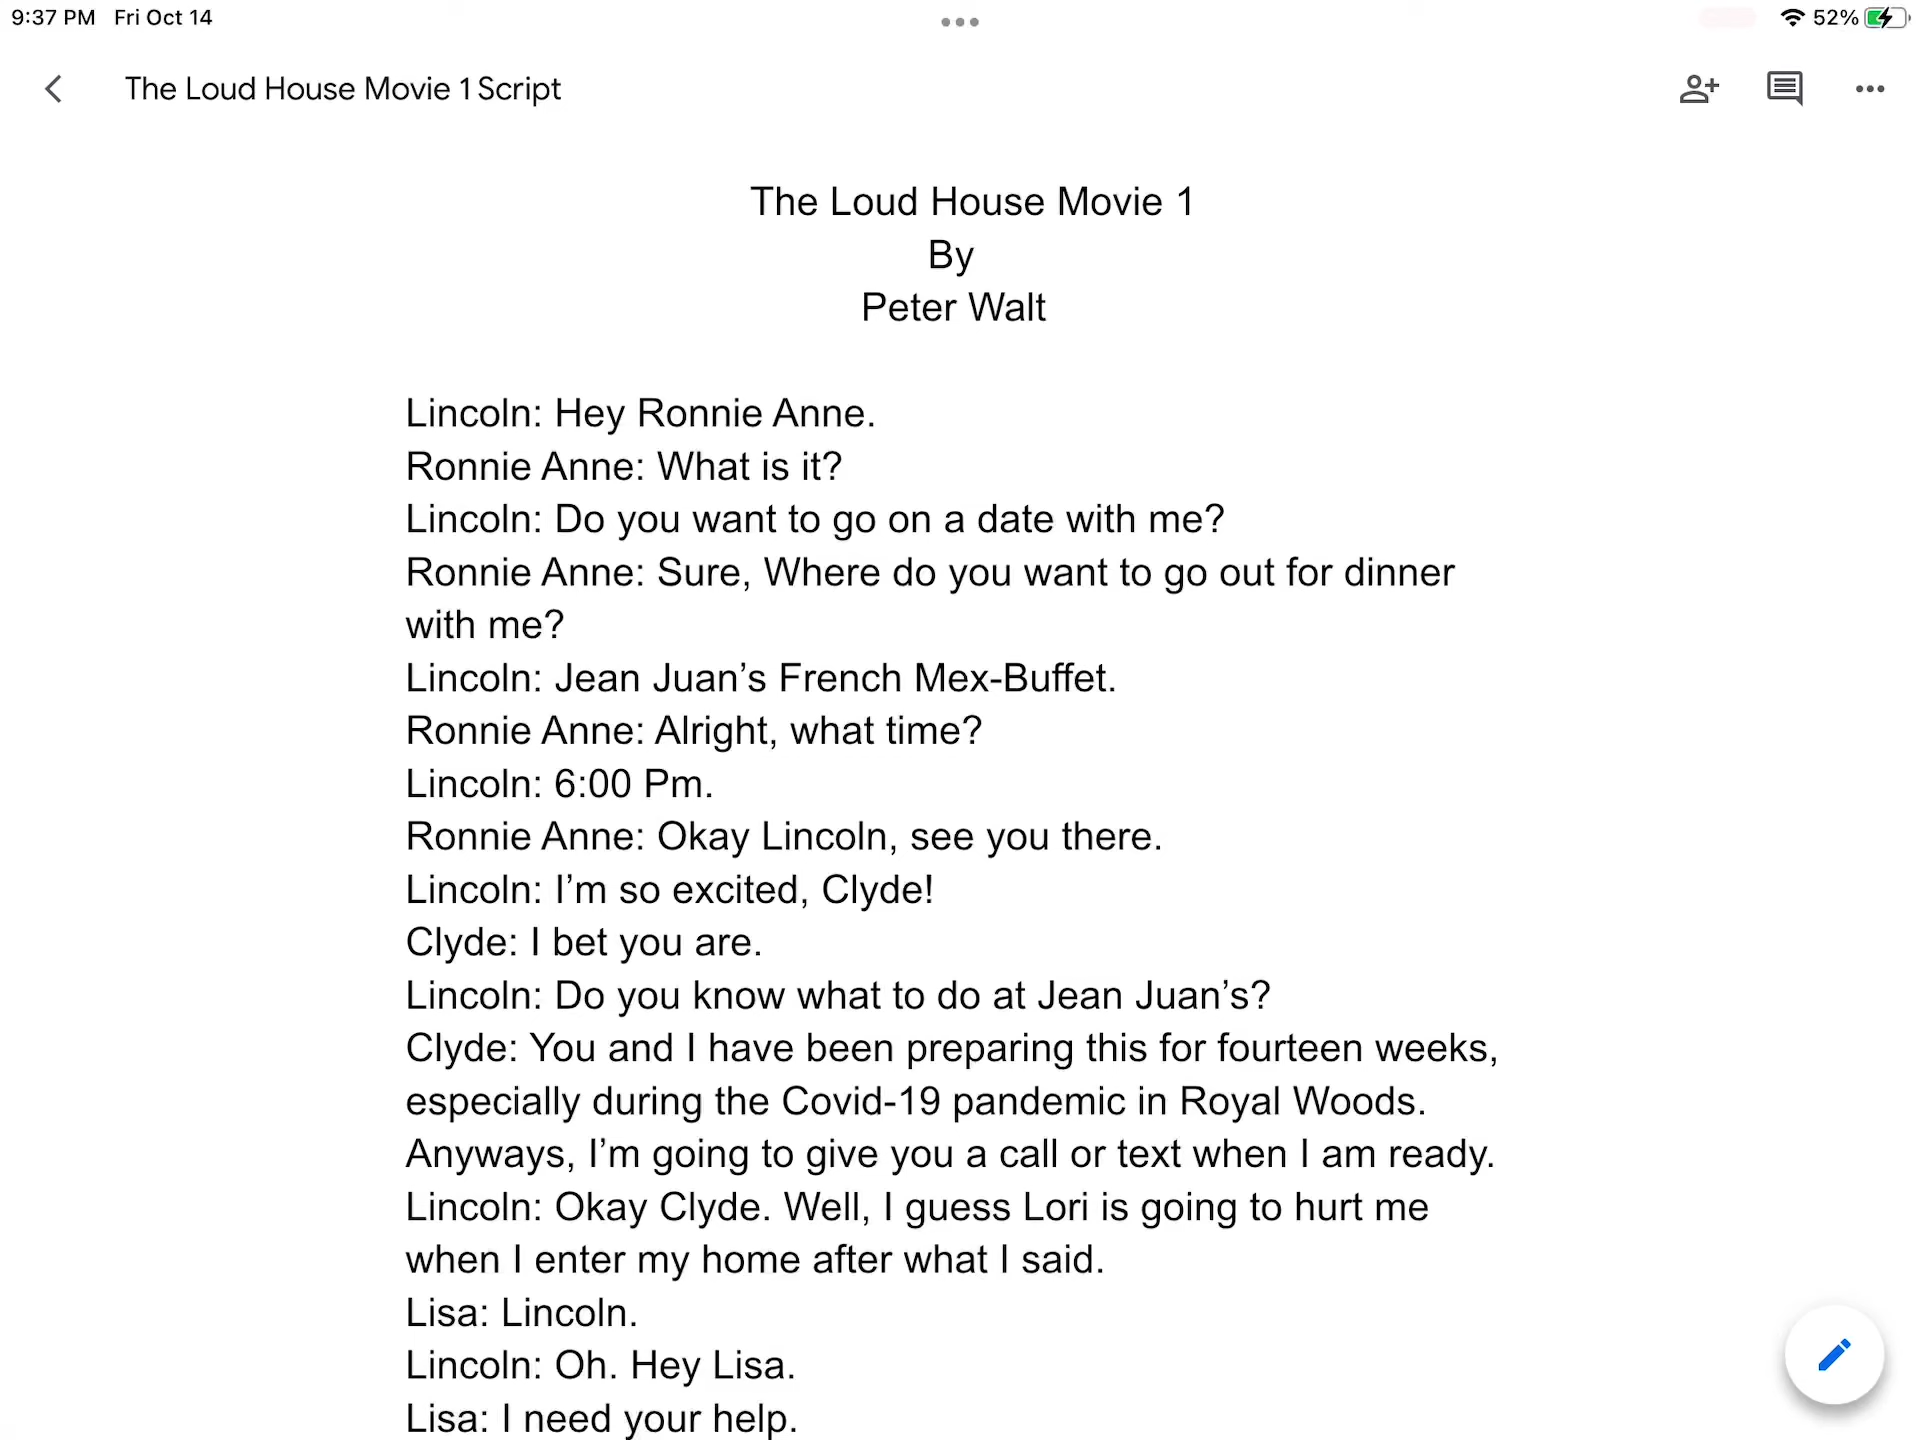 9:37 PM Fri Oct 14
52%
The Loud House Movie 1 Script
The Loud House Movie 1
By
Peter Walt
Lincoln: Hey Ronnie Anne.
Ronnie Anne: What is it?
Lincoln: Do you want to go on a date with me?
Ronnie Anne: Sure, Where do you want to go out for dinner
with me?
Lincoln: Jean Juan’s French Mex-Buffet.
Ronnie Anne: Alright, what time?
Lincoln: 6:00 Pm.
Ronnie Anne: Okay Lincoln, see you there.
Lincoln: I’m so excited, Clyde!
Clyde: I bet you are.
Lincoln: Do you know what to do at Jean Juan’s?
Clyde: You and I have been preparing this for fourteen weeks,
especially during the Covid-19 pandemic in Royal Woods.
Anyways, I’m going to give you a call or text when I am ready.
Lincoln: Okay Clyde. Well, I guess Lori is going to hurt me
when I enter my home after what I said.
Lisa: Lincoln.
Lincoln: Oh. Hey Lisa.
Lisa: I need your help.